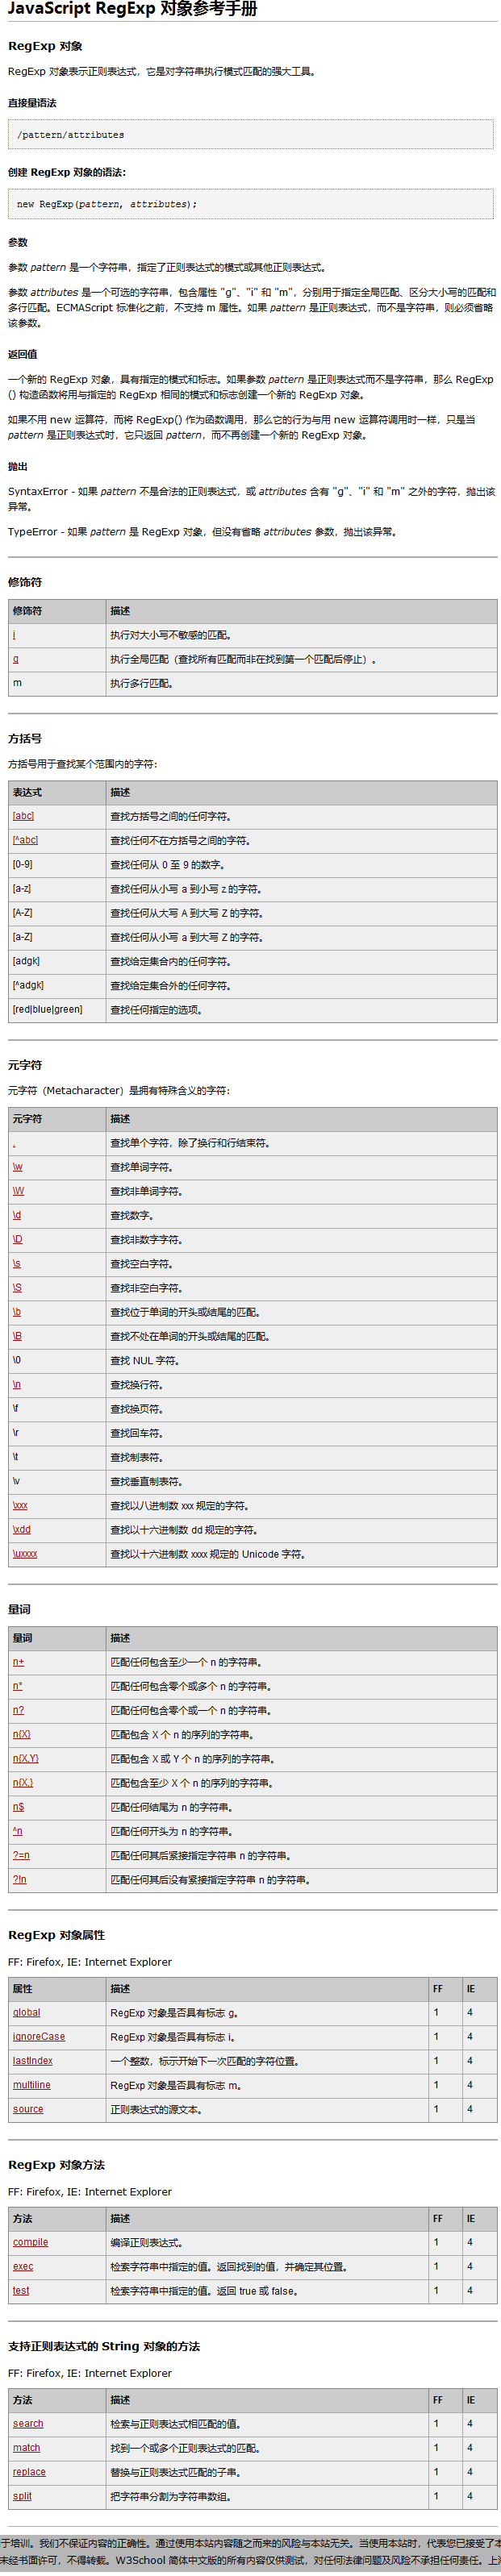 JavaScript RegExp 对象参考手册
RegExp 对象
RegExp 对象表示正则表达式，它是对字符串执行模式匹配的强大工具。
直接量语法
/pattern/attributes
创建 RegExp 对象的语法：
new RegExp(pattern, attributes);
参数
参数 pattern 是一个字符串，指定了正则表达式的模式或其他正则表达式。
参数 attributes 是一个可选的字符串，包含属性 "g"、"i" 和 "m"，分别用于指定全局匹配、区分大小写的匹配和
多行匹配。ECMAScript 标准化之前，不支持 m 属性。如果 pattern 是正则表达式，而不是字符串，则必须省略
该参数。
返回值
一个新的 RegExp 对象，具有指定的模式和标志。如果参数 pattern 是正则表达式而不是字符串，那么 RegExp
() 构造函数将用与指定的 RegExp 相同的模式和标志创建一个新的 RegExp 对象。
如果不用 new 运算符，而将 RegExp() 作为函数调用，那么它的行为与用 new 运算符调用时一样，只是当
pattern 是正则表达式时，它只返回 pattern，而不再创建一个新的 RegExp 对象。
抛出
SyntaxError - 如果 pattern 不是合法的正则表达式，或 attributes 含有 "g"、"i" 和 "m" 之外的字符，抛出该
异常。
TypeError - 如果 pattern 是 RegExp 对象，但没有省略 attributes 参数，抛出该异常。
修饰符
修饰符 描述
i 执行对大小写不敏感的匹配。
g 执行全局匹配（查找所有匹配而非在找到第一个匹配后停止）。
m 执行多行匹配。
方括号
方括号用于查找某个范围内的字符：
表达式 描述
[abc] 查找方括号之间的任何字符。
[^abc] 查找任何不在方括号之间的字符。
[0-9] 查找任何从 0 至 9 的数字。
[a-z] 查找任何从小写 a 到小写 z 的字符。
[A-Z] 查找任何从大写 A 到大写 Z 的字符。
[a-Z] 查找任何从小写 a 到大写 Z 的字符。
[adgk] 查找给定集合内的任何字符。
[^adgk] 查找给定集合外的任何字符。
[red|blue|green] 查找任何指定的选项。
元字符
元字符（Metacharacter）是拥有特殊含义的字符：
元字符 描述
. 查找单个字符，除了换行和行结束符。
\w 查找单词字符。
\W 查找非单词字符。
\d 查找数字。
\D 查找非数字字符。
\s 查找空白字符。
\S 查找非空白字符。
\b 查找位于单词的开头或结尾的匹配。
\B 查找不处在单词的开头或结尾的匹配。
\0 查找 NUL 字符。
\n 查找换行符。
\f 查找换页符。
\r 查找回车符。
\t 查找制表符。
\v 查找垂直制表符。
\xxx 查找以八进制数 xxx 规定的字符。
\xdd 查找以十六进制数 dd 规定的字符。
\uxxxx 查找以十六进制数 xxxx 规定的 Unicode 字符。
量词
量词 描述
n+ 匹配任何包含至少一个 n 的字符串。
n* 匹配任何包含零个或多个 n 的字符串。
n? 匹配任何包含零个或一个 n 的字符串。
n{X} 匹配包含 X 个 n 的序列的字符串。
n{X,Y} 匹配包含 X 或 Y 个 n 的序列的字符串。
n{X,} 匹配包含至少 X 个 n 的序列的字符串。
n$ 匹配任何结尾为 n 的字符串。
^n 匹配任何开头为 n 的字符串。
?=n 匹配任何其后紧接指定字符串 n 的字符串。
?!n 匹配任何其后没有紧接指定字符串 n 的字符串。
RegExp 对象属性
FF: Firefox, IE: Internet Explorer
属性 描述 FF IE
global RegExp 对象是否具有标志 g。 1 4
ignoreCase RegExp 对象是否具有标志 i。 1 4
lastIndex 一个整数，标示开始下一次匹配的字符位置。 1 4
multiline RegExp 对象是否具有标志 m。 1 4
source 正则表达式的源文本。 1 4
RegExp 对象方法
FF: Firefox, IE: Internet Explorer
方法 描述 FF IE
compile 编译正则表达式。 1 4
exec 检索字符串中指定的值。返回找到的值，并确定其位置。 1 4
test 检索字符串中指定的值。返回 true 或 false。 1 4
支持正则表达式的 String 对象的方法
FF: Firefox, IE: Internet Explorer
方法 描述 FF IE
search 检索与正则表达式相匹配的值。 1 4
match 找到一个或多个正则表达式的匹配。 1 4
replace 替换与正则表达式匹配的子串。 1 4
split 把字符串分割为字符串数组。 1 4
于培训。我们不保证内容的正确性。通过使用本站内容随之而来的风险与本站无关。当使用本站时，代表您已接受了本
未经书面许可，不得转载。W3School 简体中文版的所有内容仅供测试，对任何法律问题及风险不承担任何责任。上